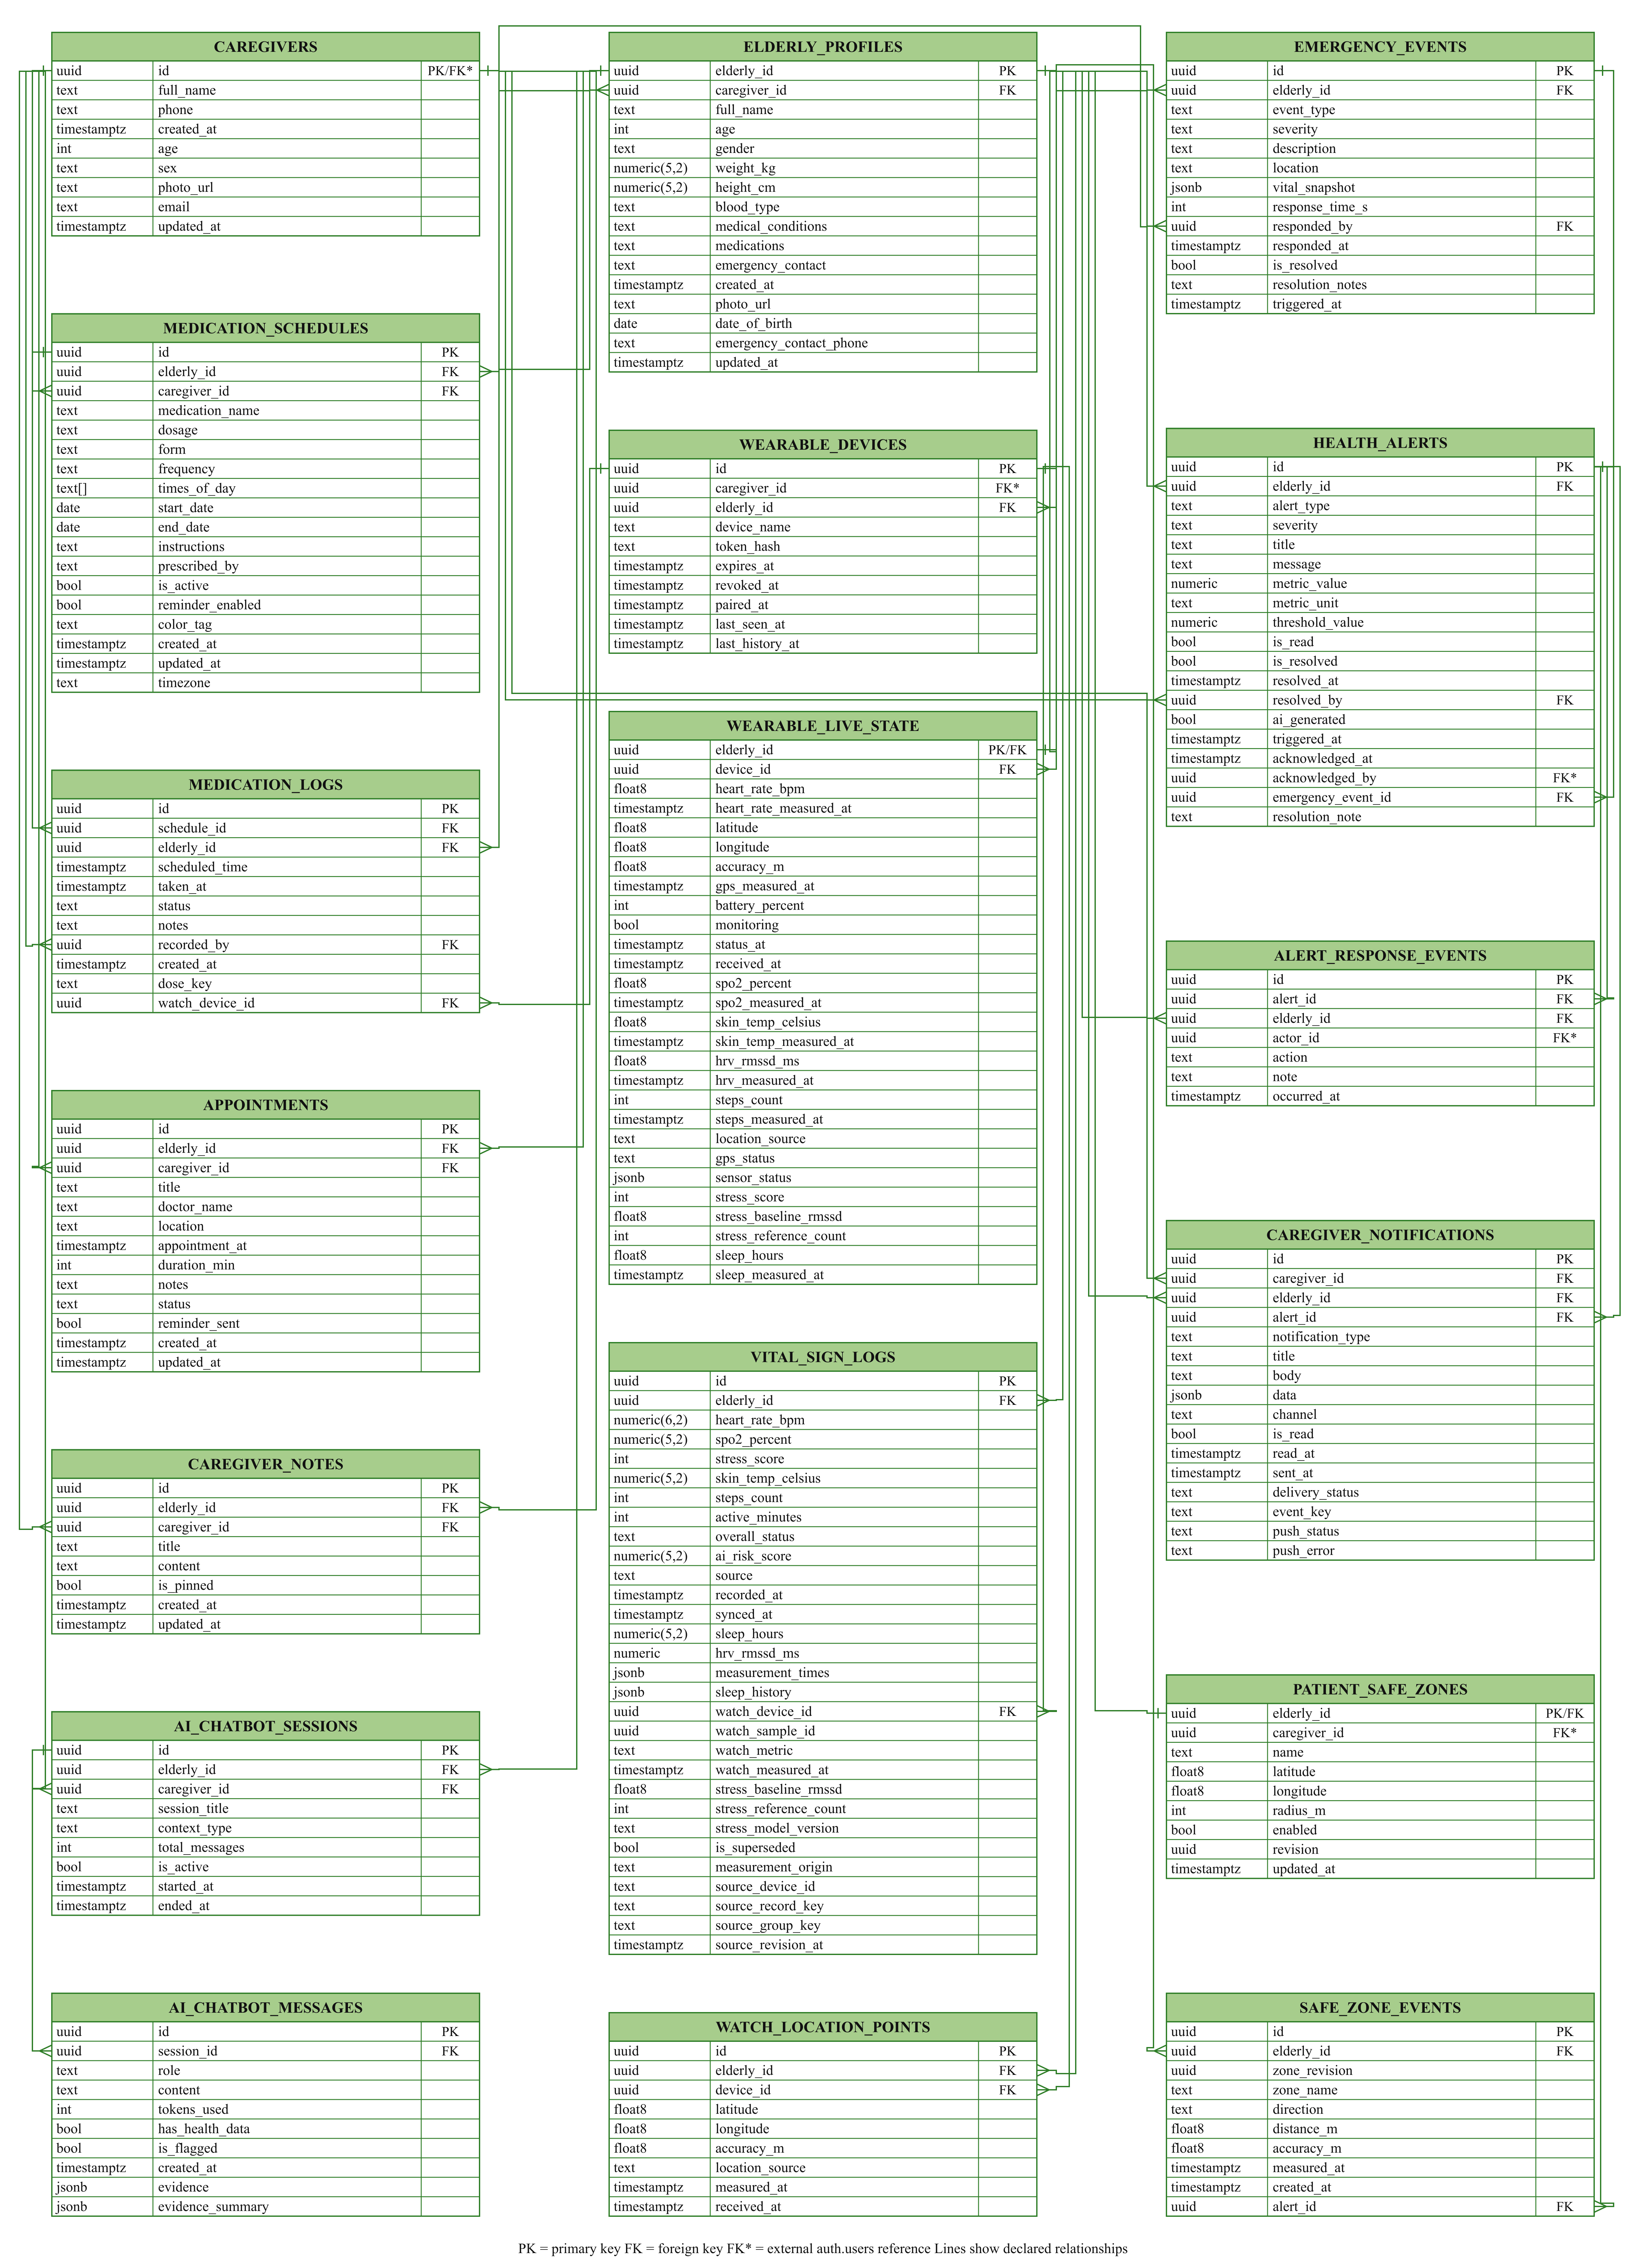 CAREGIVERS
uuid id PK/FK*
text full_name
text phone
timestamptz created_at
int age
text sex
text photo_url
text email
timestamptz updated_at
MEDICATION_SCHEDULES
uuid id PK
uuid elderly_id FK
uuid caregiver_id FK
text medication_name
text dosage
text form
text frequency
text[] times_of_day
date start_date
date end_date
text instructions
text prescribed_by
bool is_active
bool reminder_enabled
text color_tag
timestamptz created_at
timestamptz updated_at
text timezone
MEDICATION_LOGS
uuid id PK
uuid schedule_id FK
uuid elderly_id FK
timestamptz scheduled_time
timestamptz taken_at
text status
text notes
uuid recorded_by FK
timestamptz created_at
text dose_key
uuid watch_device_id FK
APPOINTMENTS
uuid id PK
uuid elderly_id FK
uuid caregiver_id FK
text title
text doctor_name
text location
timestamptz appointment_at
int duration_min
text notes
text status
bool reminder_sent
timestamptz created_at
timestamptz updated_at
CAREGIVER_NOTES
uuid id PK
uuid elderly_id FK
uuid caregiver_id FK
text title
text content
bool is_pinned
timestamptz created_at
timestamptz updated_at
AI_CHATBOT_SESSIONS
uuid id PK
uuid elderly_id FK
uuid caregiver_id FK
text session_title
text context_type
int total_messages
bool is_active
timestamptz started_at
timestamptz ended_at
AI_CHATBOT_MESSAGES
uuid id PK
uuid session_id FK
text role
text content
int tokens_used
bool has_health_data
bool is_flagged
timestamptz created_at
jsonb evidence
jsonb evidence_summary
ELDERLY_PROFILES
uuid elderly_id PK
uuid caregiver_id FK
text full_name
int age
text gender
numeric(5,2) weight_kg
numeric(5,2) height_cm
text blood_type
text medical_conditions
text medications
text emergency_contact
timestamptz created_at
text photo_url
date date_of_birth
text emergency_contact_phone
timestamptz updated_at
WEARABLE_DEVICES
uuid id PK
uuid caregiver_id FK*
uuid elderly_id FK
text device_name
text token_hash
timestamptz expires_at
timestamptz revoked_at
timestamptz paired_at
timestamptz last_seen_at
timestamptz last_history_at
WEARABLE_LIVE_STATE
uuid elderly_id PK/FK
uuid device_id FK
float8 heart_rate_bpm
timestamptz heart_rate_measured_at
float8 latitude
float8 longitude
float8 accuracy_m
timestamptz gps_measured_at
int battery_percent
bool monitoring
timestamptz status_at
timestamptz received_at
float8 spo2_percent
timestamptz spo2_measured_at
float8 skin_temp_celsius
timestamptz skin_temp_measured_at
float8 hrv_rmssd_ms
timestamptz hrv_measured_at
int steps_count
timestamptz steps_measured_at
text location_source
text gps_status
jsonb sensor_status
int stress_score
float8 stress_baseline_rmssd
int stress_reference_count
float8 sleep_hours
timestamptz sleep_measured_at
VITAL_SIGN_LOGS
uuid id PK
uuid elderly_id FK
numeric(6,2) heart_rate_bpm
numeric(5,2) spo2_percent
int stress_score
numeric(5,2) skin_temp_celsius
int steps_count
int active_minutes
text overall_status
numeric(5,2) ai_risk_score
text source
timestamptz recorded_at
timestamptz synced_at
numeric(5,2) sleep_hours
numeric hrv_rmssd_ms
jsonb measurement_times
jsonb sleep_history
uuid watch_device_id FK
uuid watch_sample_id
text watch_metric
timestamptz watch_measured_at
float8 stress_baseline_rmssd
int stress_reference_count
text stress_model_version
bool is_superseded
text measurement_origin
text source_device_id
text source_record_key
text source_group_key
timestamptz source_revision_at
WATCH_LOCATION_POINTS
uuid id PK
uuid elderly_id FK
uuid device_id FK
float8 latitude
float8 longitude
float8 accuracy_m
text location_source
timestamptz measured_at
timestamptz received_at
EMERGENCY_EVENTS
uuid id PK
uuid elderly_id FK
text event_type
text severity
text description
text location
jsonb vital_snapshot
int response_time_s
uuid responded_by FK
timestamptz responded_at
bool is_resolved
text resolution_notes
timestamptz triggered_at
HEALTH_ALERTS
uuid id PK
uuid elderly_id FK
text alert_type
text severity
text title
text message
numeric metric_value
text metric_unit
numeric threshold_value
bool is_read
bool is_resolved
timestamptz resolved_at
uuid resolved_by FK
bool ai_generated
timestamptz triggered_at
timestamptz acknowledged_at
uuid acknowledged_by FK*
uuid emergency_event_id FK
text resolution_note
ALERT_RESPONSE_EVENTS
uuid id PK
uuid alert_id FK
uuid elderly_id FK
uuid actor_id FK*
text action
text note
timestamptz occurred_at
CAREGIVER_NOTIFICATIONS
uuid id PK
uuid caregiver_id FK
uuid elderly_id FK
uuid alert_id FK
text notification_type
text title
text body
jsonb data
text channel
bool is_read
timestamptz read_at
timestamptz sent_at
text delivery_status
text event_key
text push_status
text push_error
PATIENT_SAFE_ZONES
uuid elderly_id PK/FK
uuid caregiver_id FK*
text name
float8 latitude
float8 longitude
int radius_m
bool enabled
uuid revision
timestamptz updated_at
SAFE_ZONE_EVENTS
uuid id PK
uuid elderly_id FK
uuid zone_revision
text zone_name
text direction
float8 distance_m
float8 accuracy_m
timestamptz measured_at
timestamptz created_at
uuid alert_id FK
PK = primary key FK = foreign key FK* = external auth.users reference Lines show declared relationships